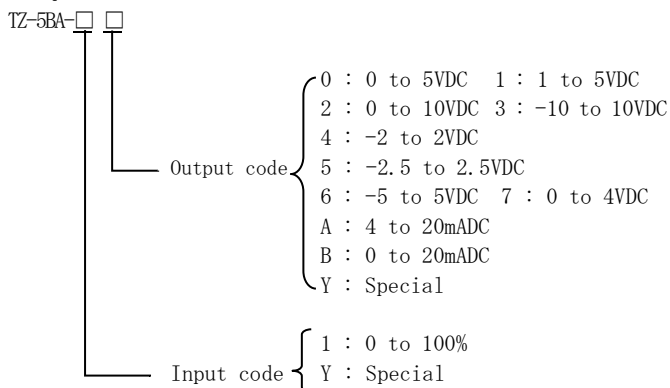 TZ-5BA-□ □
0 : 0 to 5VDC 1 : 1 to 5VDC
2 : 0 to 10VDC 3 : -10 to 10VDC
4 : -2 to 2VDC
Output code
5 : -2.5 to 2.5VDC
6 : -5 to 5VDC 7 : 0 to 4VDC
A : 4 to 20mADC
B : 0 to 20mADC
Y : Special
1 : 0 to 100%
Input code
Y : Special